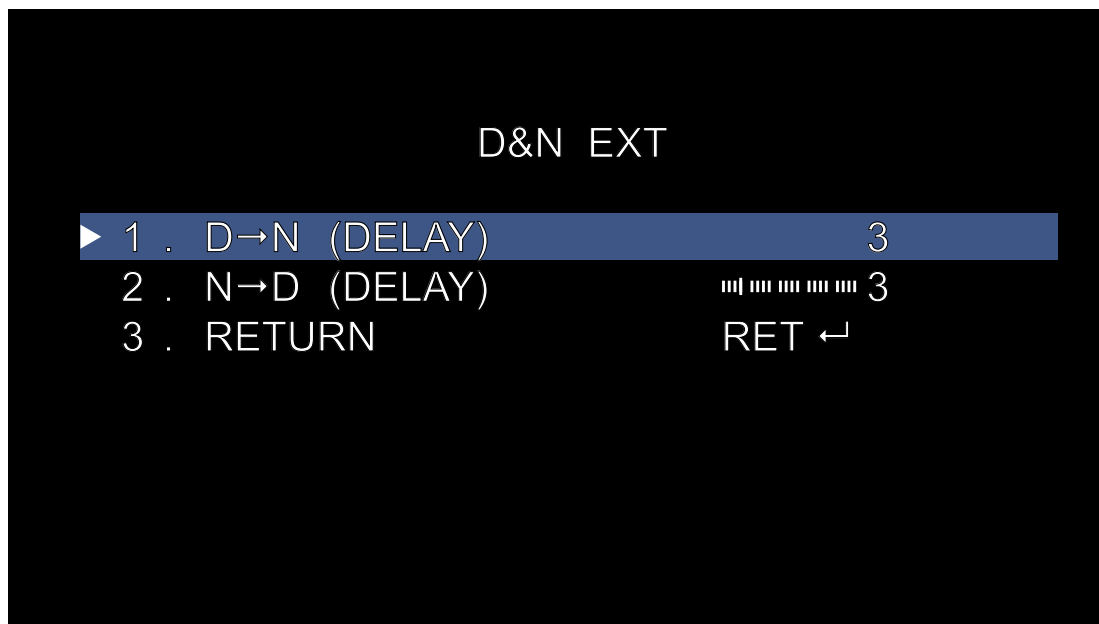 D&N EXT
1 . D→N (DELAY) 3
2 . N→D (DELAY) 3
3 . RETURN RET ↵